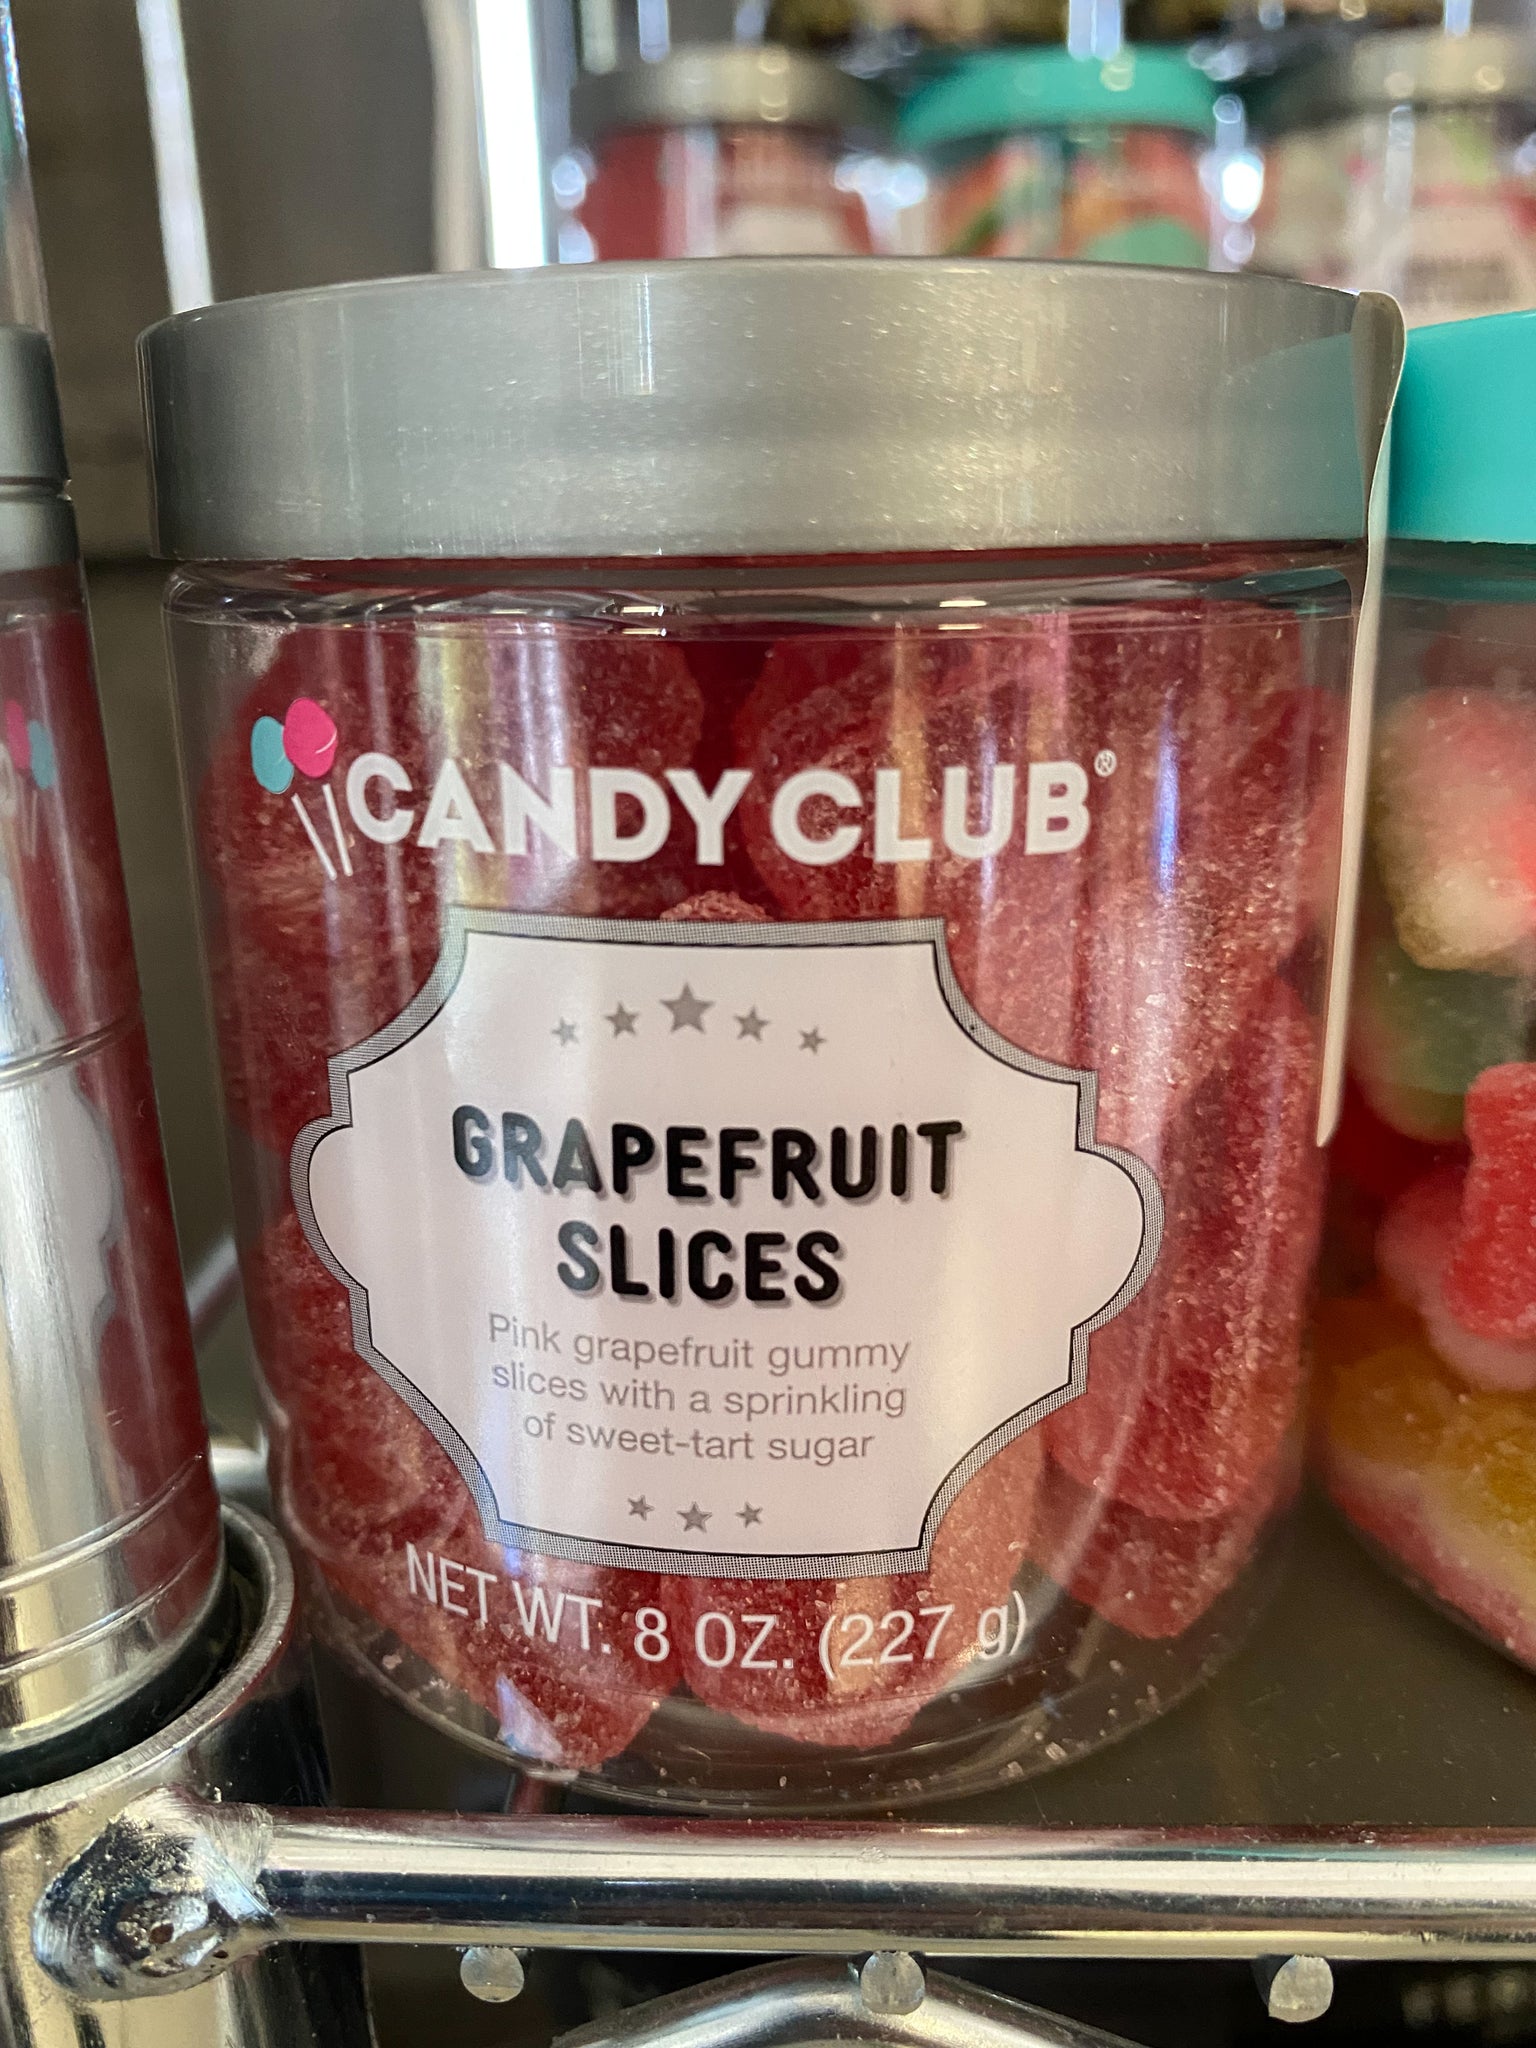 CANDY CLUB®
GRAPEFRUIT
SLICES
Pink grapefruit gummy
slices with a sprinkling
of sweet-tart sugar
NET WT. 8 OZ. (227 g)